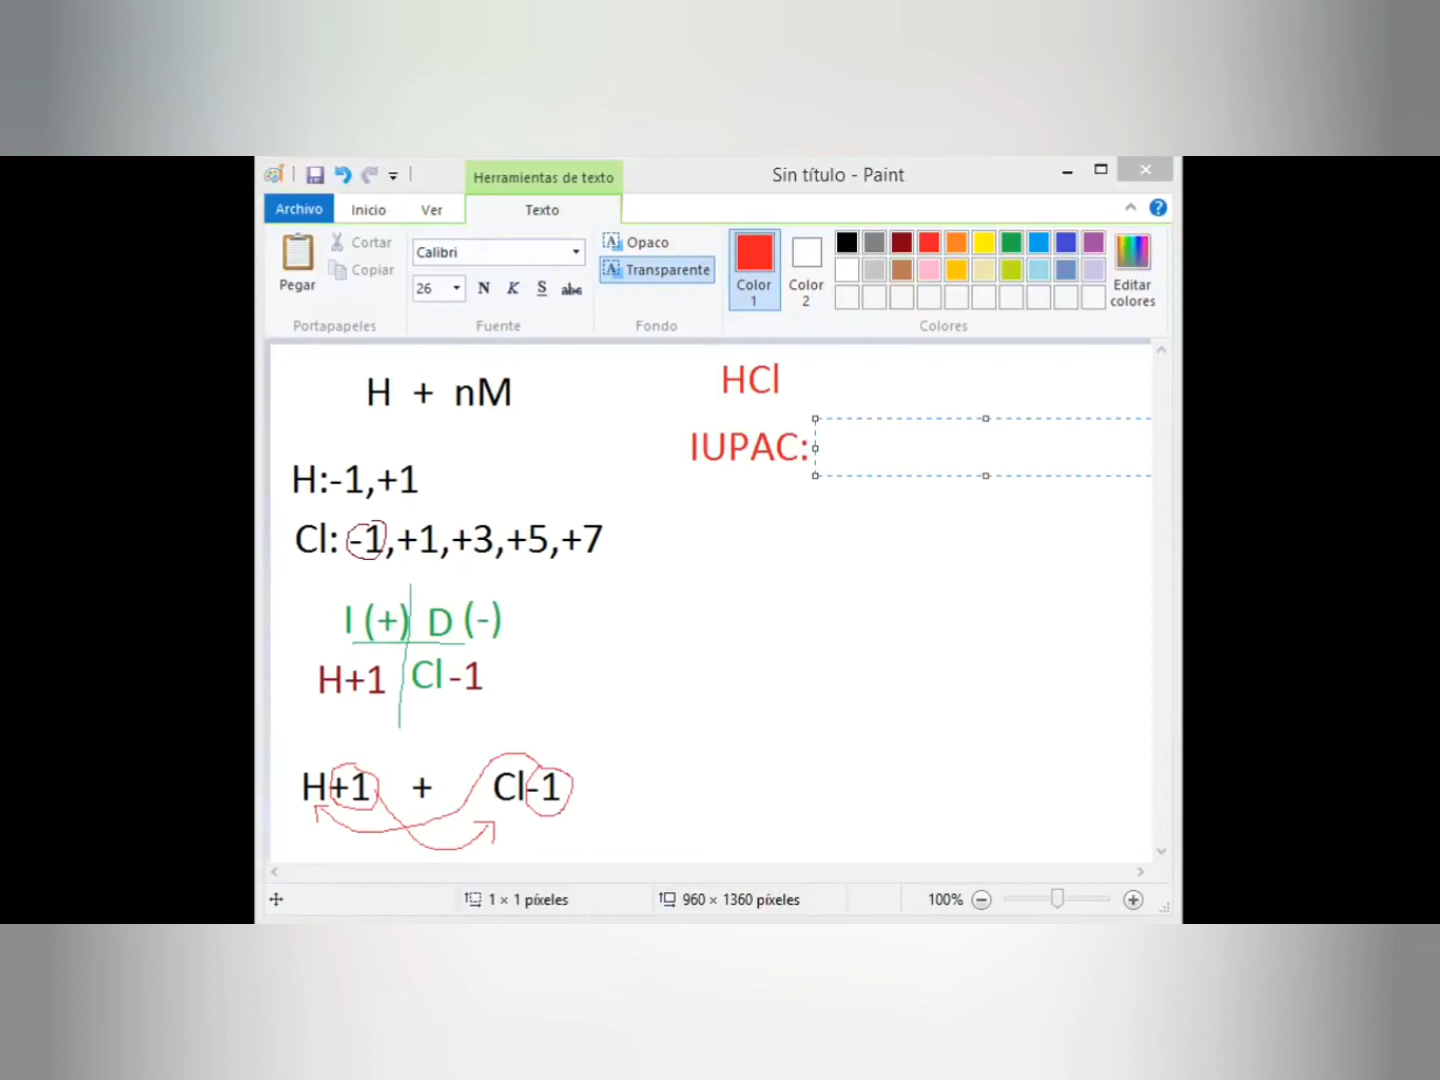 Herramientas de texto
Sin título - Paint
Archivo Inicio Ver Texto
Pegar
Cortar
Copiar
Portapapeles
Calibri
26 N K S abc
Fuente
Opaco
Transparente
Fondo
Color 1
Color 2
Editar colores
Colores
H + nM
H:-1,+1
Cl: -1,+1,+3,+5,+7
I (+) D (-)
H+1 Cl -1
H+1 + Cl-1
HCl
IUPAC:
1 × 1 píxeles 960 × 1360 píxeles 100%